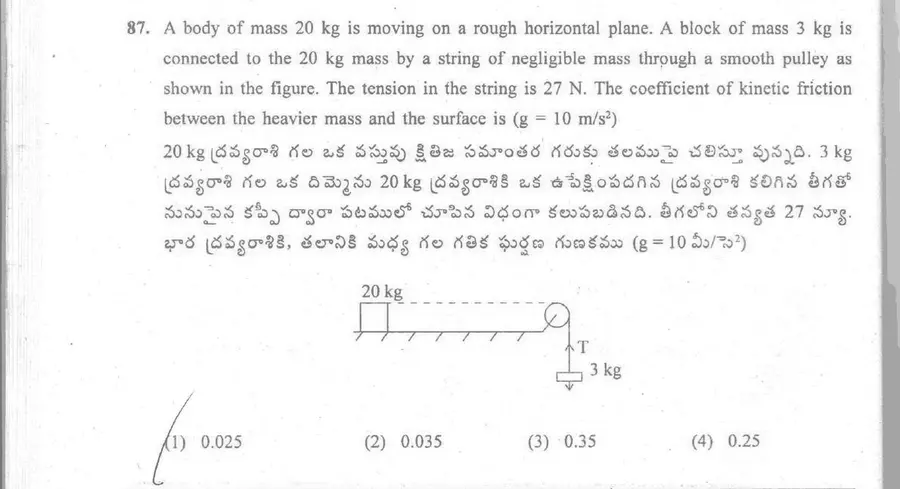 87. A body of mass 20 kg is moving on a rough horizontal plane. A block of mass 3 kg is
connected to the 20 kg mass by a string of negligible mass through a smooth pulley as
shown in the figure. The tension in the string is 27 N. The coefficient of kinetic friction
between the heavier mass and the surface is (g = 10 m/s²)
20 kg ద్రవ్యరాశి గల ఒక వస్తువు క్షితిజ సమాంతర గరుకు తలముపై చలిస్తూ వున్నది. 3 kg
ద్రవ్యరాశి గల ఒక దిమ్మెను 20 kg ద్రవ్యరాశికి ఒక ఉపేక్షింపదగిన ద్రవ్యరాశి కలిగిన తీగతో
నునుపైన కప్పీ ద్వారా పటములో చూపిన విధంగా కలుపబడినది. తీగలోని తన్యత 27 న్యూ.
భార ద్రవ్యరాశికి, తలానికి మధ్య గల గతిక ఘర్షణ గుణకము (g = 10 మీ/సె²)
20 kg
T
3 kg
(1) 0.025 (2) 0.035 (3) 0.35 (4) 0.25